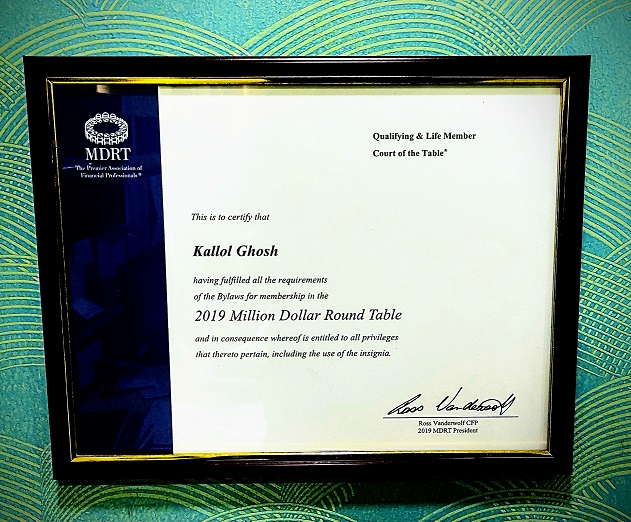 MDRT
The Premier Association of
Financial Professionals®
Qualifying & Life Member
Court of the Table®
This is to certify that
Kallol Ghosh
having fulfilled all the requirements
of the Bylaws for membership in the
2019 Million Dollar Round Table
and in consequence whereof is entitled to all privileges
that thereto pertain, including the use of the insignia.
Ross Vanderwolf
Ross Vanderwolf CFP
2019 MDRT President